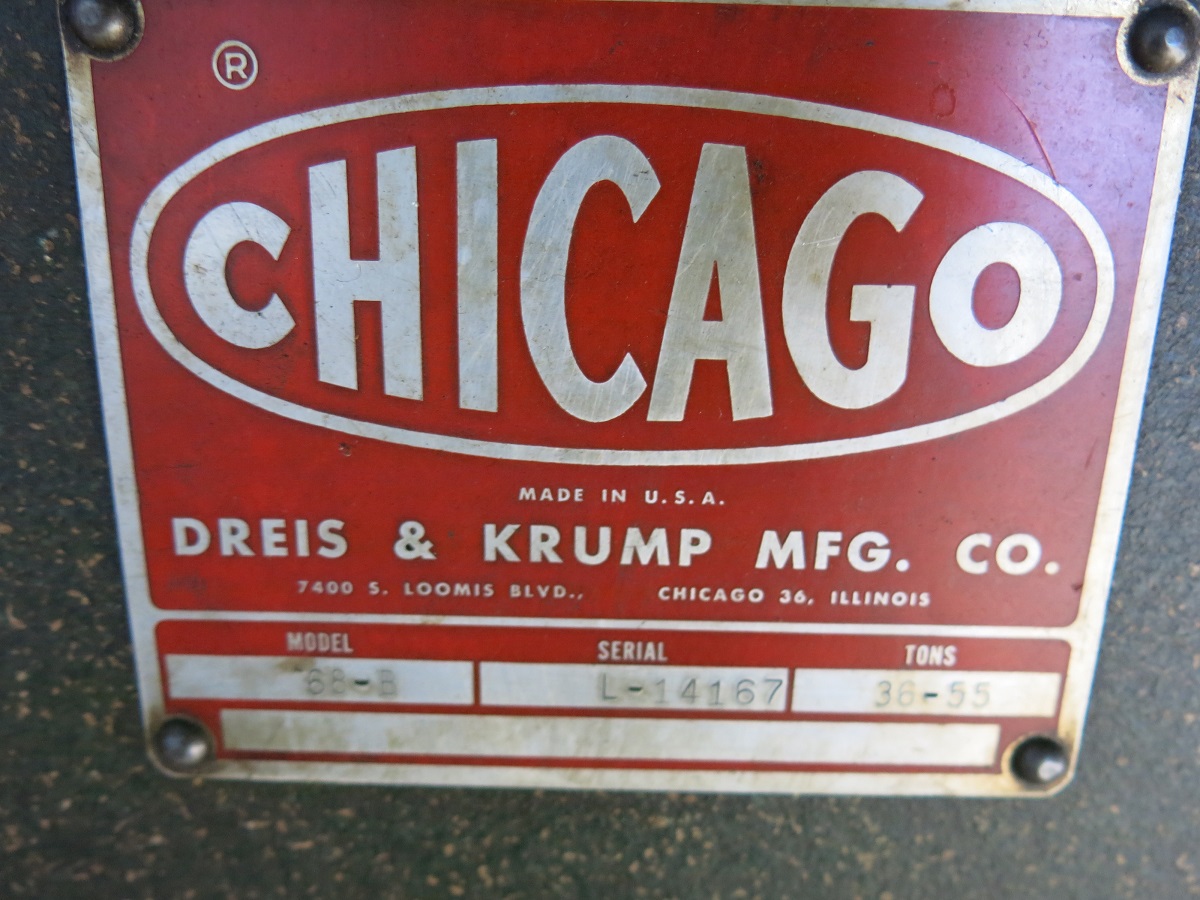 ®
CHICAGO
MADE IN U.S.A.
DREIS & KRUMP MFG. CO.
7400 S. LOOMIS BLVD., CHICAGO 36, ILLINOIS
MODEL SERIAL TONS
68-B L-14167 36-55